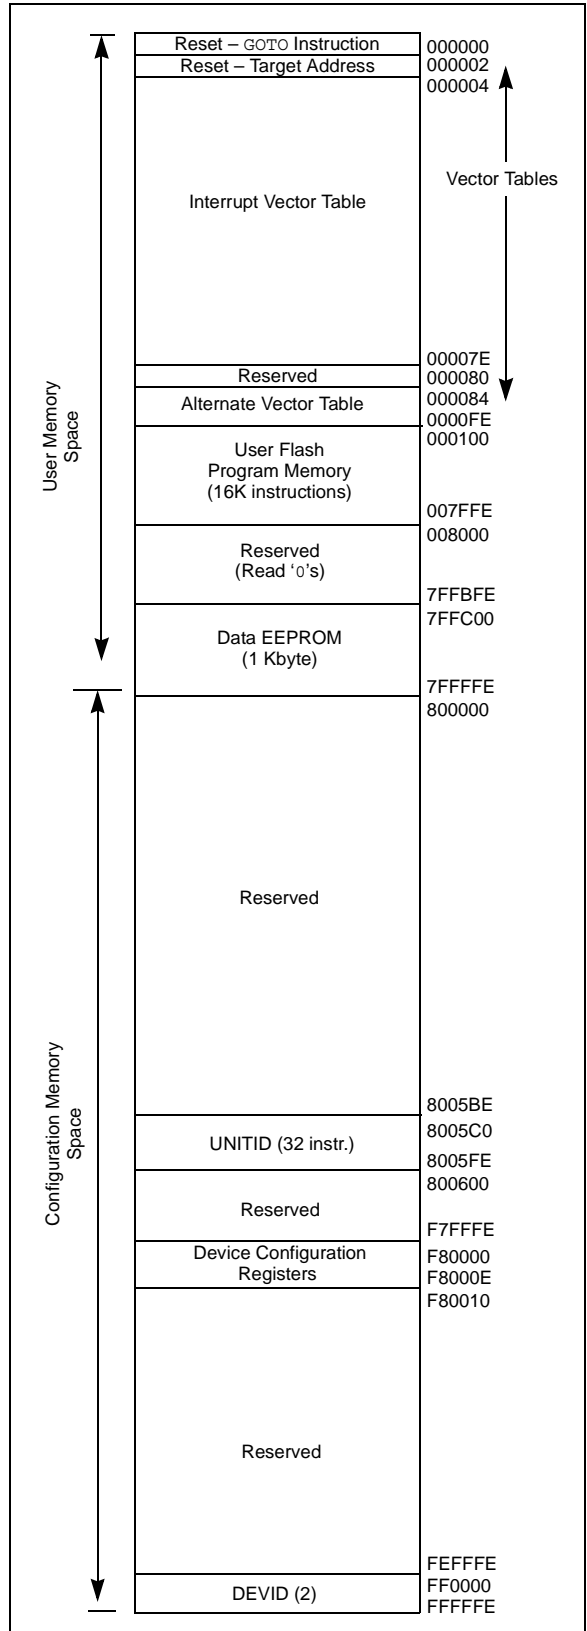 Reset – GOTO Instruction
000000
Reset – Target Address
000002
000004
Vector Tables
Interrupt Vector Table
00007E
Reserved
000080
Alternate Vector Table
000084
0000FE
User Memory
Space
000100
User Flash
Program Memory
(16K instructions)
007FFE
008000
Reserved
(Read ‘0’s)
7FFBFE
7FFC00
Data EEPROM
(1 Kbyte)
7FFFFE
800000
Reserved
Configuration Memory
Space
8005BE
8005C0
UNITID (32 instr.)
8005FE
800600
Reserved
F7FFFE
Device Configuration
Registers
F80000
F8000E
F80010
Reserved
FEFFFE
FF0000
DEVID (2)
FFFFFE